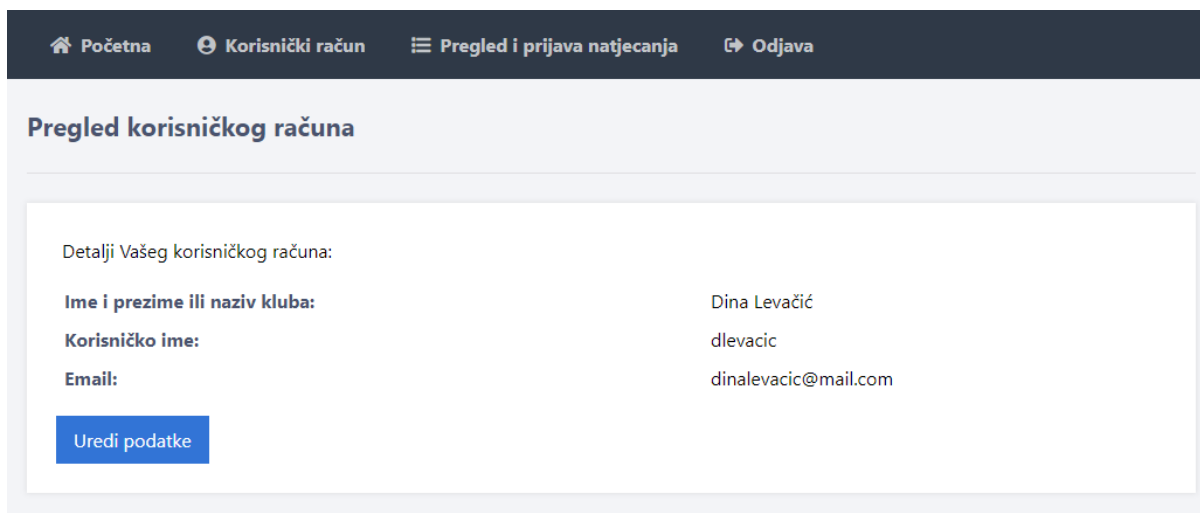 Početna Korisnički račun Pregled i prijava natjecanja Odjava
Pregled korisničkog računa
Detalji Vašeg korisničkog računa:
Ime i prezime ili naziv kluba: Dina Levačić
Korisničko ime: dlevacic
Email: dinalevacic@mail.com
Uredi podatke